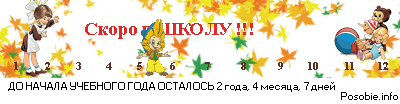 Скоро в ШКОЛУ !!!
1 2 3 4 5 6 7 8 9 10 11 12
ДО НАЧАЛА УЧЕБНОГО ГОДА ОСТАЛОСЬ 2 года, 4 месяца, 7 дней
Posobie.info